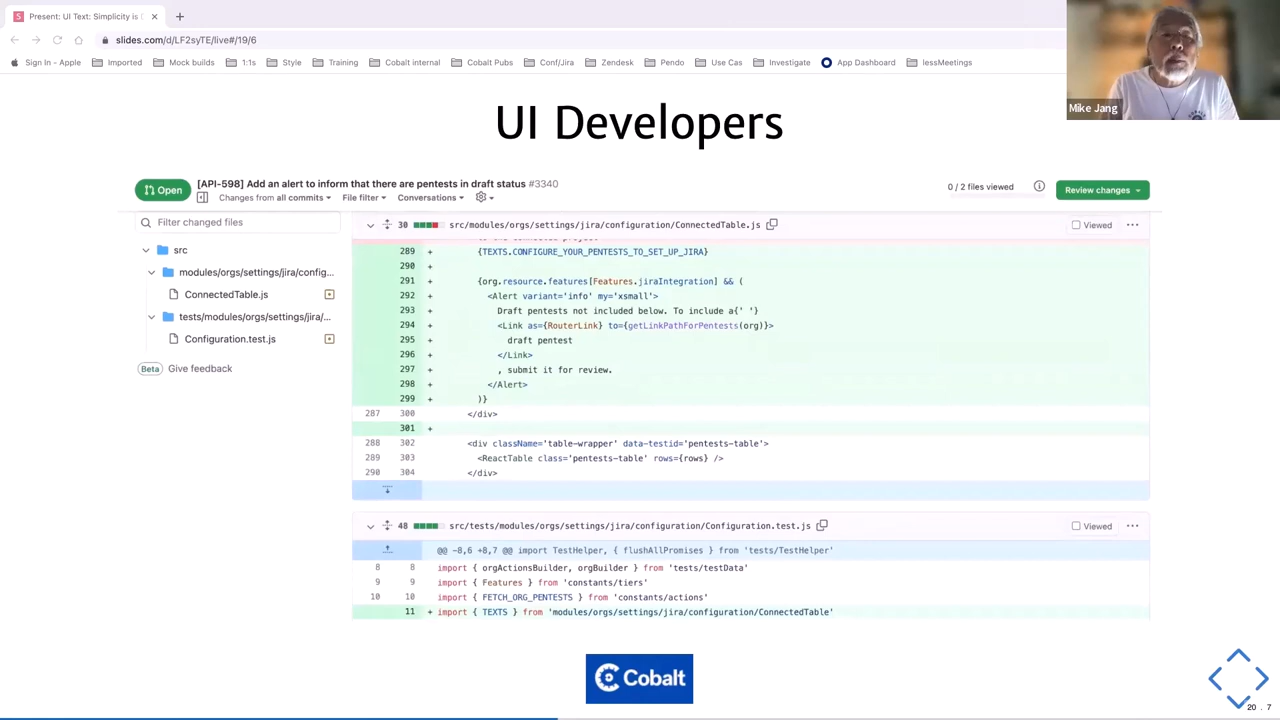 Present: UI Text: Simplicity is D
slides.com/d/LF2syTE/live#/19/6
Sign In - Apple Imported Mock builds 1:1s Style Training Cobalt internal Cobalt Pubs Conf/Jira Zendesk Pendo Use Cas Investigate App Dashboard lessMeetings
Mike Jang
UI Developers
Open
[API-598] Add an alert to inform that there are pentests in draft status #3340
Changes from all commits File filter Conversations
0 / 2 files viewed
Review changes
Filter changed files
src
modules/orgs/settings/jira/config...
ConnectedTable.js
tests/modules/orgs/settings/jira/...
Configuration.test.js
Beta Give feedback
30 src/modules/orgs/settings/jira/configuration/ConnectedTable.js Viewed
289 + {TEXTS.CONFIGURE_YOUR_PENTESTS_TO_SET_UP_JIRA}
290 +
291 + {org.resource.features[Features.jiraIntegration] && (
292 + <Alert variant='info' my='xsmall'>
293 + Draft pentests not included below. To include a{' '}
294 + <Link as={RouterLink} to={getLinkPathForPentests(org)}>
295 + draft pentest
296 + </Link>
297 + , submit it for review.
298 + </Alert>
299 + )}
287 300 </div>
301 +
288 302 <div className='table-wrapper' data-testid='pentests-table'>
289 303 <ReactTable class='pentests-table' rows={rows} />
290 304 </div>
48 src/tests/modules/orgs/settings/jira/configuration/Configuration.test.js Viewed
@@ -8,6 +8,7 @@ import TestHelper, { flushAllPromises } from 'tests/TestHelper'
8 8 import { orgActionsBuilder, orgBuilder } from 'tests/testData'
9 9 import { Features } from 'constants/tiers'
10 10 import { FETCH_ORG_PENTESTS } from 'constants/actions'
11 + import { TEXTS } from 'modules/orgs/settings/jira/configuration/ConnectedTable'
Cobalt
20 . 7